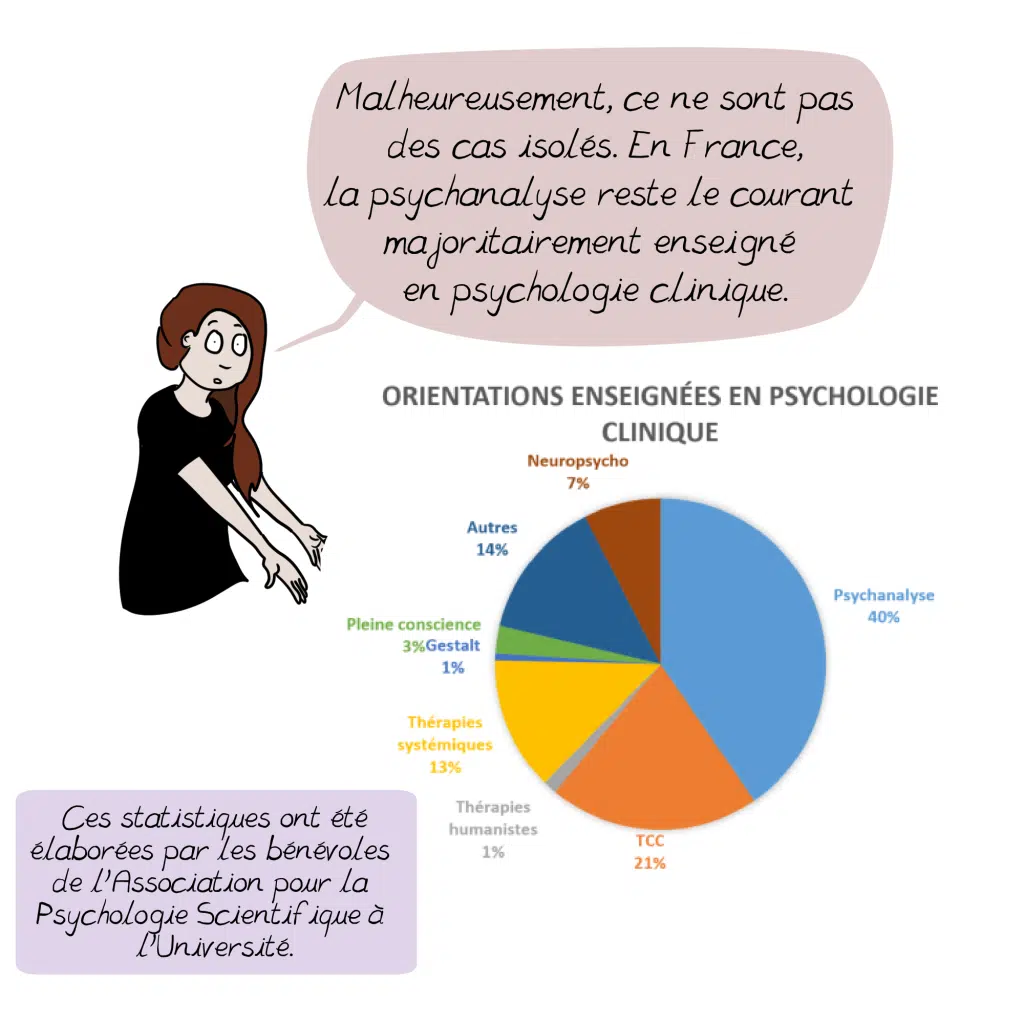 Malheureusement, ce ne sont pas
des cas isolés. En France,
la psychanalyse reste le courant
majoritairement enseigné
en psychologie clinique.
ORIENTATIONS ENSEIGNÉES EN PSYCHOLOGIE
CLINIQUE
Neuropsycho
7%
Autres
14%
Psychanalyse
40%
Pleine conscience
3%
Gestalt
1%
Thérapies
systémiques
13%
Thérapies
humanistes
1%
TCC
21%
Ces statistiques ont été
élaborées par les bénévoles
de l'Association pour la
Psychologie Scientifique à
l'Université.